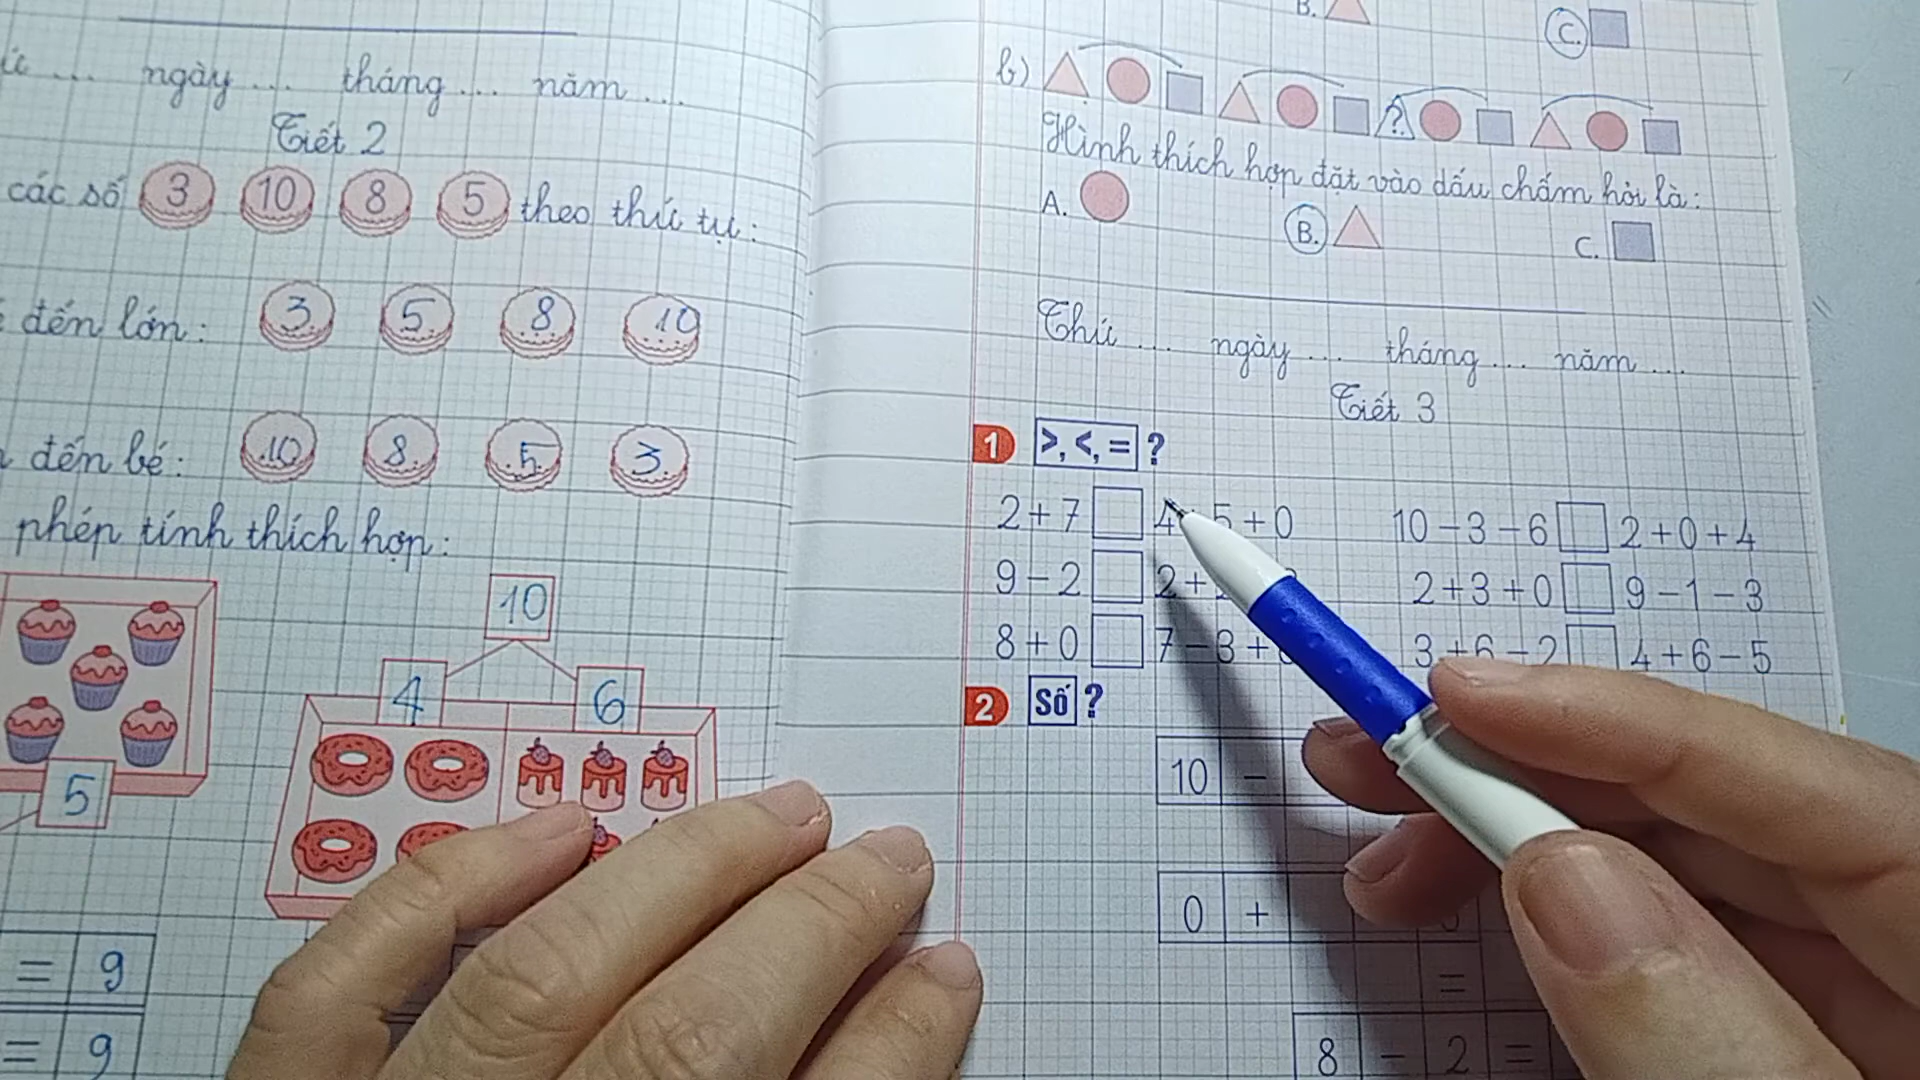 ... ngày ... tháng ... năm ...
Tiết 2
các số 3 10 8 5 theo thứ tự:
đến lớn: 3 5 8 10
đến bé: 10 8 5 3
phép tính thích hợp:
10
4 6
5
= 9
= 9
B.
C.
b) ?
Hình thích hợp đặt vào dấu chấm hỏi là:
A. B. C.
Thứ ... ngày ... tháng ... năm ...
Tiết 3
1 >, <, = ?
2 + 7 4 + 5 + 0 10 - 3 - 6 2 + 0 + 4
9 - 2 2 + 2 + 3 + 0 9 - 1 - 3
8 + 0 7 - 3 + 3 + 6 - 2 4 + 6 - 5
2 Số ?
10 -
0 +
=
8 - 2 =